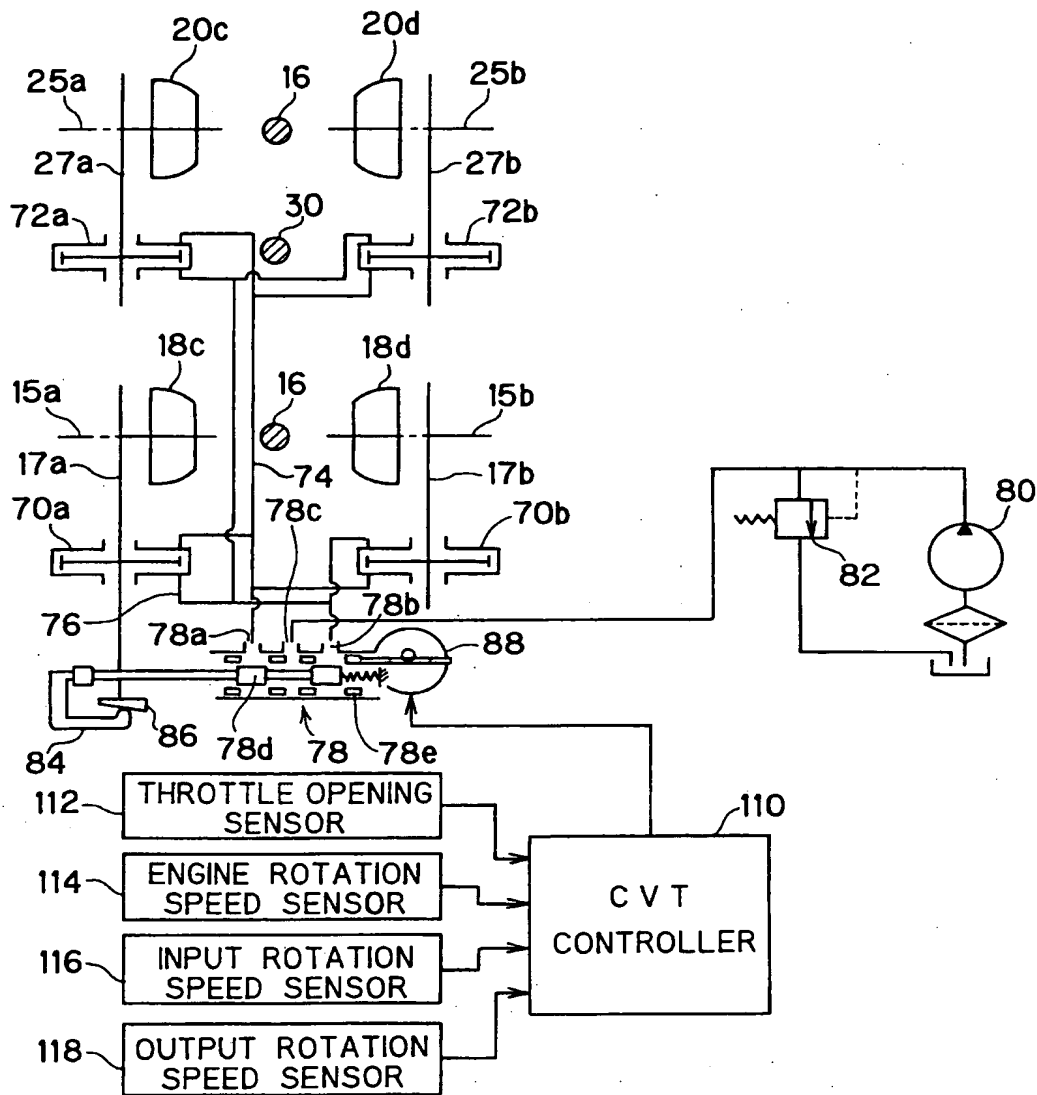 20c 20d
25a 16 25b
27a 27b
72a 30 72b
18c 18d
15a 16 15b
17a 74 17b
70a 78c 70b 80
82
76 78a 78b 88
84 86 78d 78 78e
112 THROTTLE OPENING
SENSOR
110
114 ENGINE ROTATION
SPEED SENSOR
CVT
CONTROLLER
116 INPUT ROTATION
SPEED SENSOR
118 OUTPUT ROTATION
SPEED SENSOR